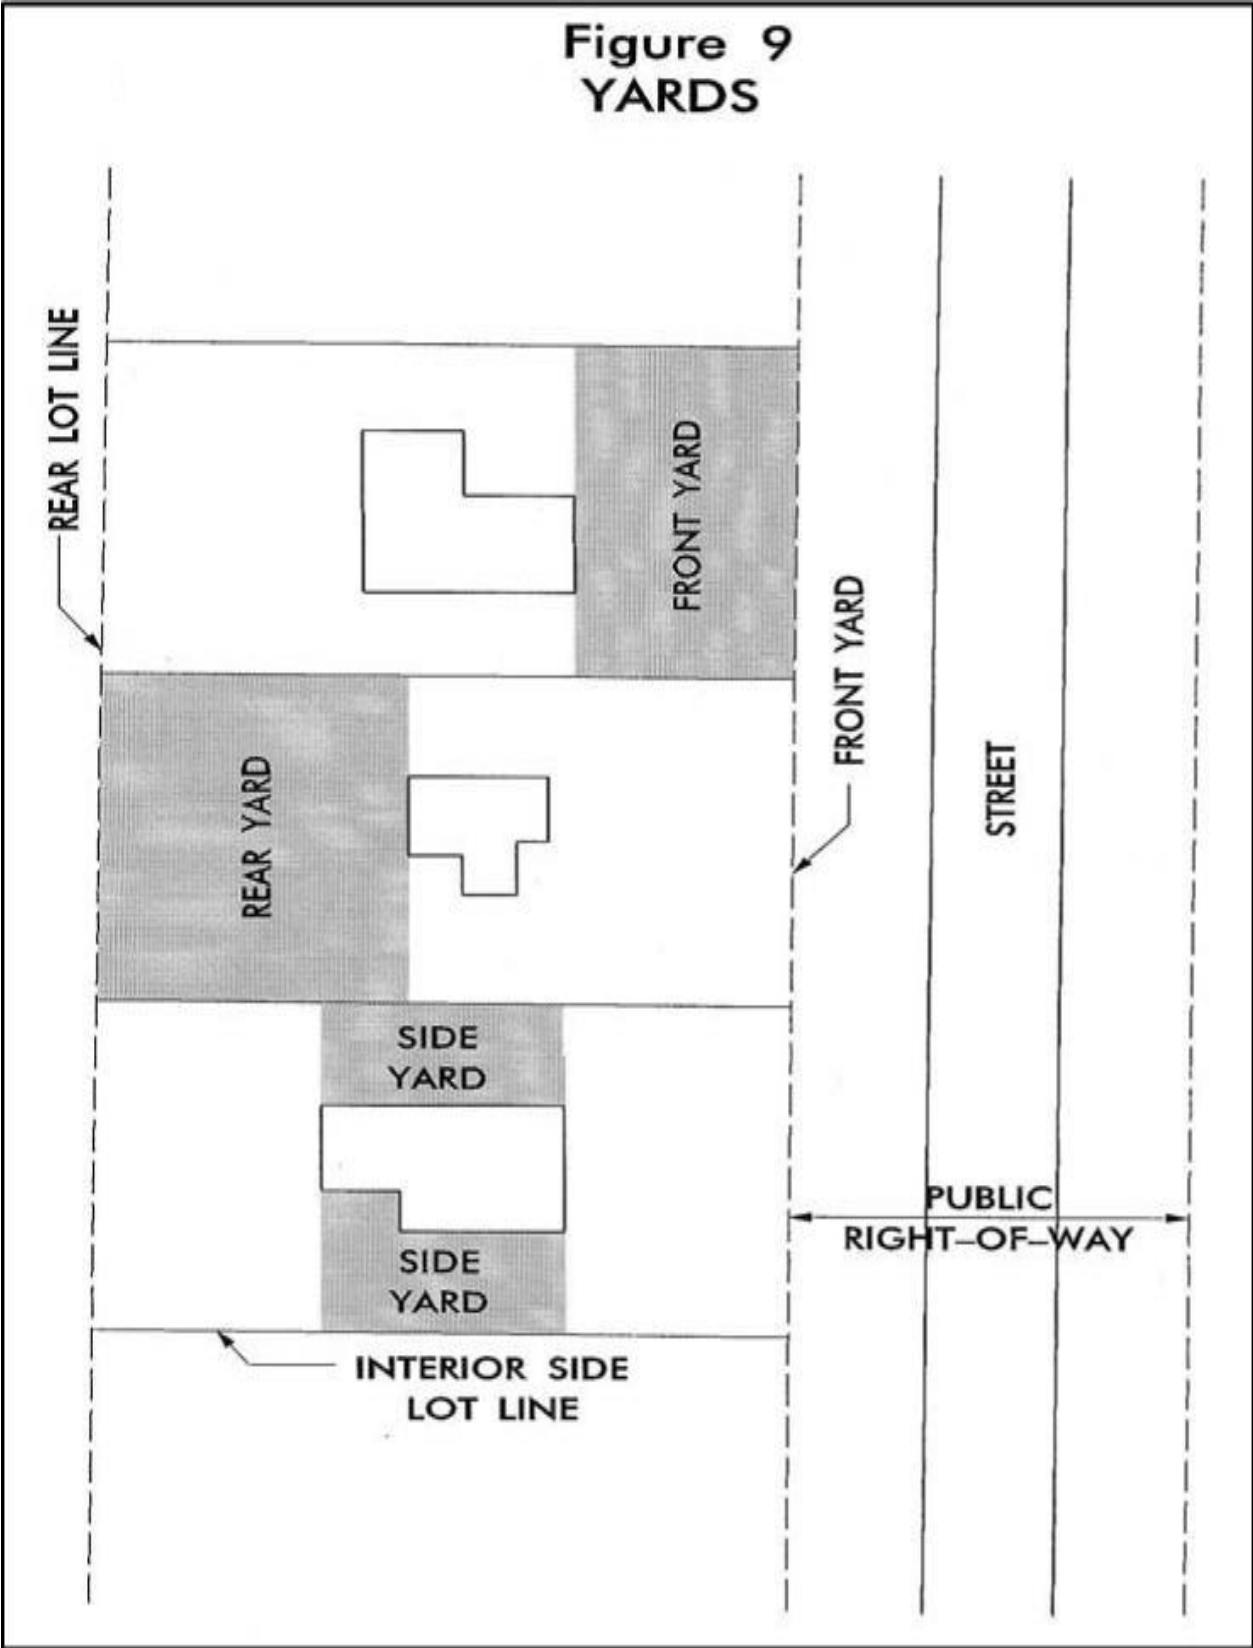 Figure 9
YARDS
REAR LOT LINE
FRONT YARD
FRONT YARD
STREET
REAR YARD
SIDE
YARD
PUBLIC
RIGHT–OF–WAY
SIDE
YARD
INTERIOR SIDE
LOT LINE